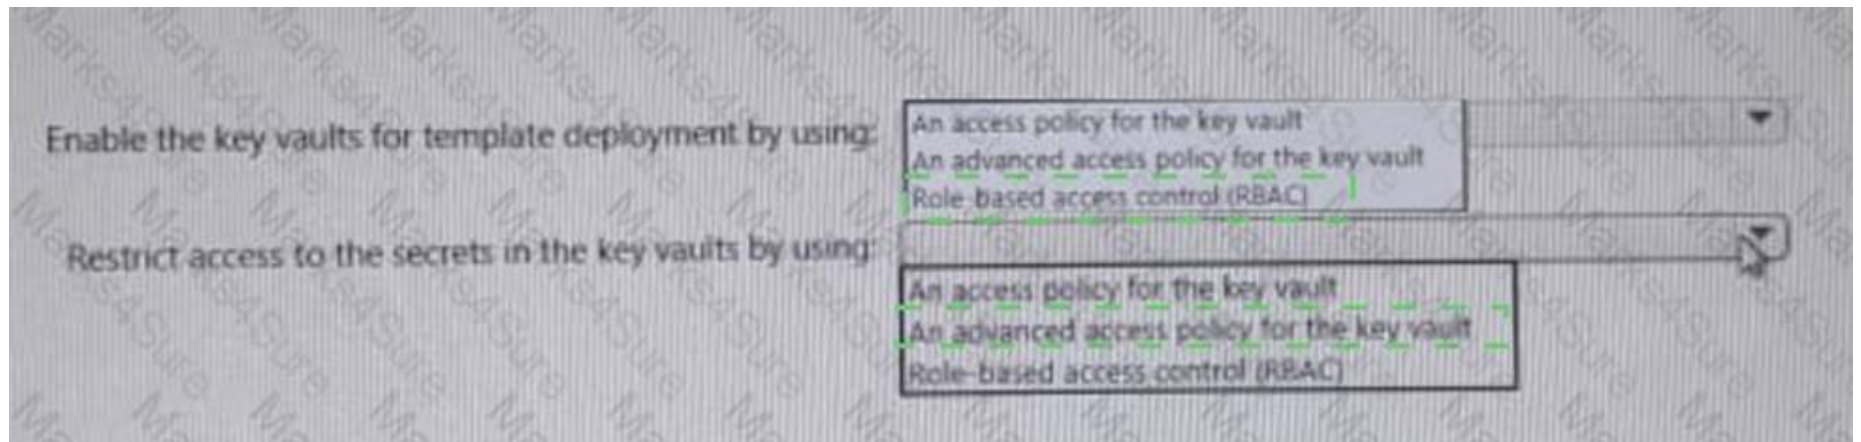 Enable the key vaults for template deployment by using:
An access policy for the key vault
An advanced access policy for the key vault
Role-based access control (RBAC)
Restrict access to the secrets in the key vaults by using:
An access policy for the key vault
An advanced access policy for the key vault
Role-based access control (RBAC)
Marks4Sure